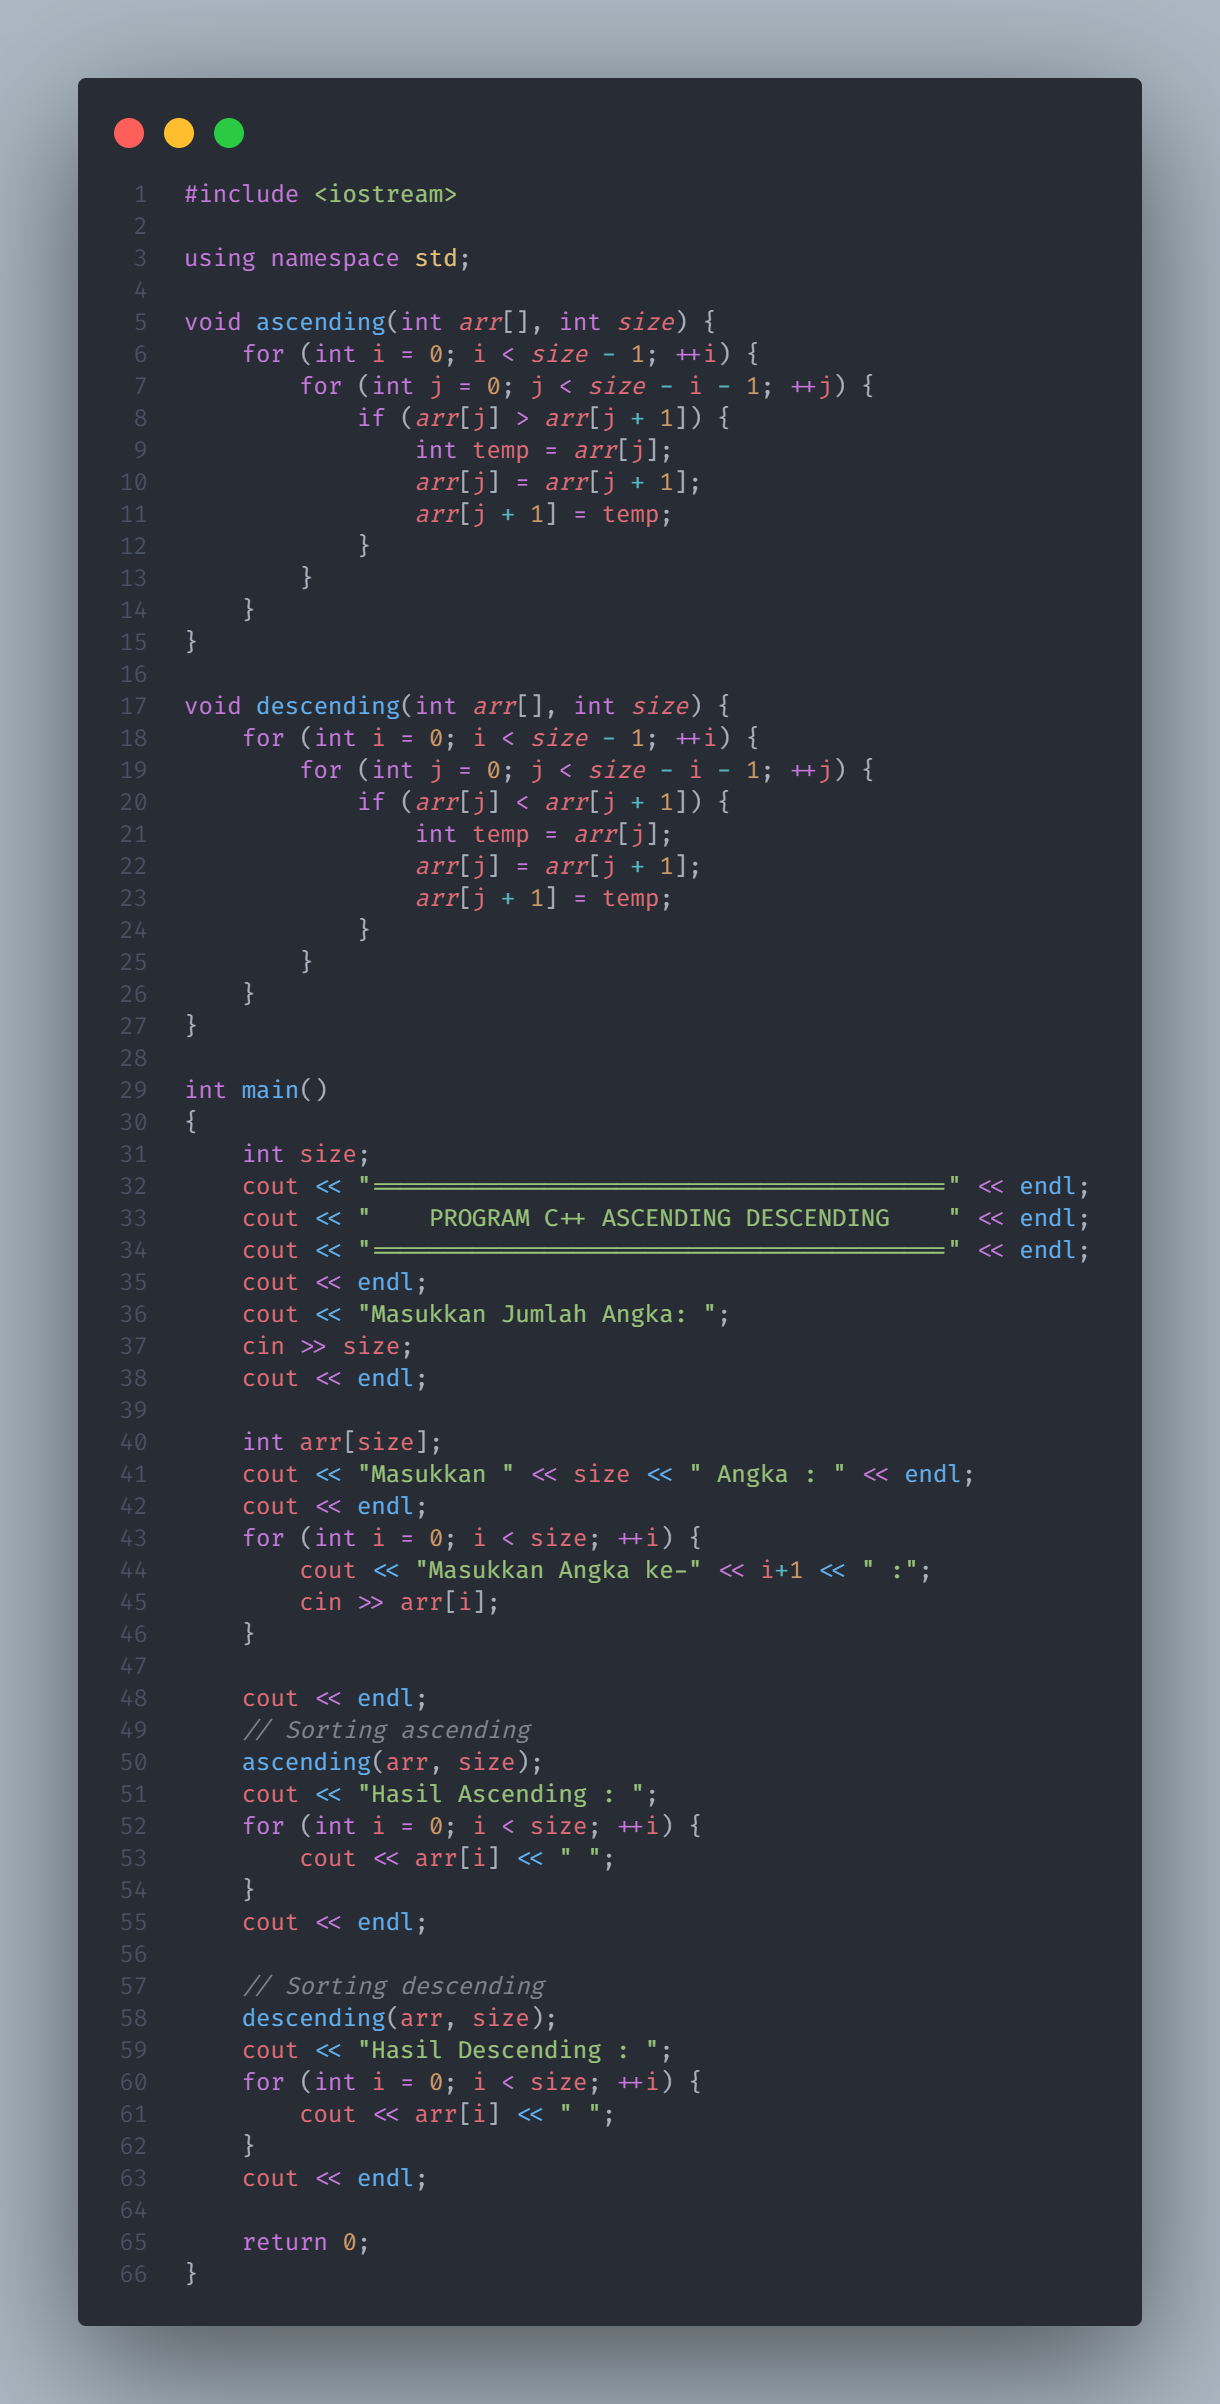 1 #include <iostream>
2
3 using namespace std;
4
5 void ascending(int arr[], int size) {
6     for (int i = 0; i < size - 1; ++i) {
7         for (int j = 0; j < size - i - 1; ++j) {
8             if (arr[j] > arr[j + 1]) {
9                 int temp = arr[j];
10                 arr[j] = arr[j + 1];
11                 arr[j + 1] = temp;
12             }
13         }
14     }
15 }
16
17 void descending(int arr[], int size) {
18     for (int i = 0; i < size - 1; ++i) {
19         for (int j = 0; j < size - i - 1; ++j) {
20             if (arr[j] < arr[j + 1]) {
21                 int temp = arr[j];
22                 arr[j] = arr[j + 1];
23                 arr[j + 1] = temp;
24             }
25         }
26     }
27 }
28
29 int main()
30 {
31     int size;
32     cout << "========================================" << endl;
33     cout << "    PROGRAM C++ ASCENDING DESCENDING    " << endl;
34     cout << "========================================" << endl;
35     cout << endl;
36     cout << "Masukkan Jumlah Angka: ";
37     cin >> size;
38     cout << endl;
39
40     int arr[size];
41     cout << "Masukkan " << size << " Angka : " << endl;
42     cout << endl;
43     for (int i = 0; i < size; ++i) {
44         cout << "Masukkan Angka ke-" << i+1 << " :";
45         cin >> arr[i];
46     }
47
48     cout << endl;
49     // Sorting ascending
50     ascending(arr, size);
51     cout << "Hasil Ascending : ";
52     for (int i = 0; i < size; ++i) {
53         cout << arr[i] << " ";
54     }
55     cout << endl;
56
57     // Sorting descending
58     descending(arr, size);
59     cout << "Hasil Descending : ";
60     for (int i = 0; i < size; ++i) {
61         cout << arr[i] << " ";
62     }
63     cout << endl;
64
65     return 0;
66 }